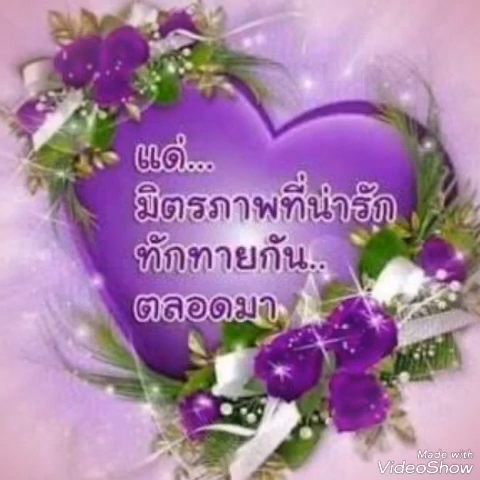 แด่...
มิตรภาพที่น่ารัก
ทักทายกัน..
ตลอดมา
Made with
VideoShow